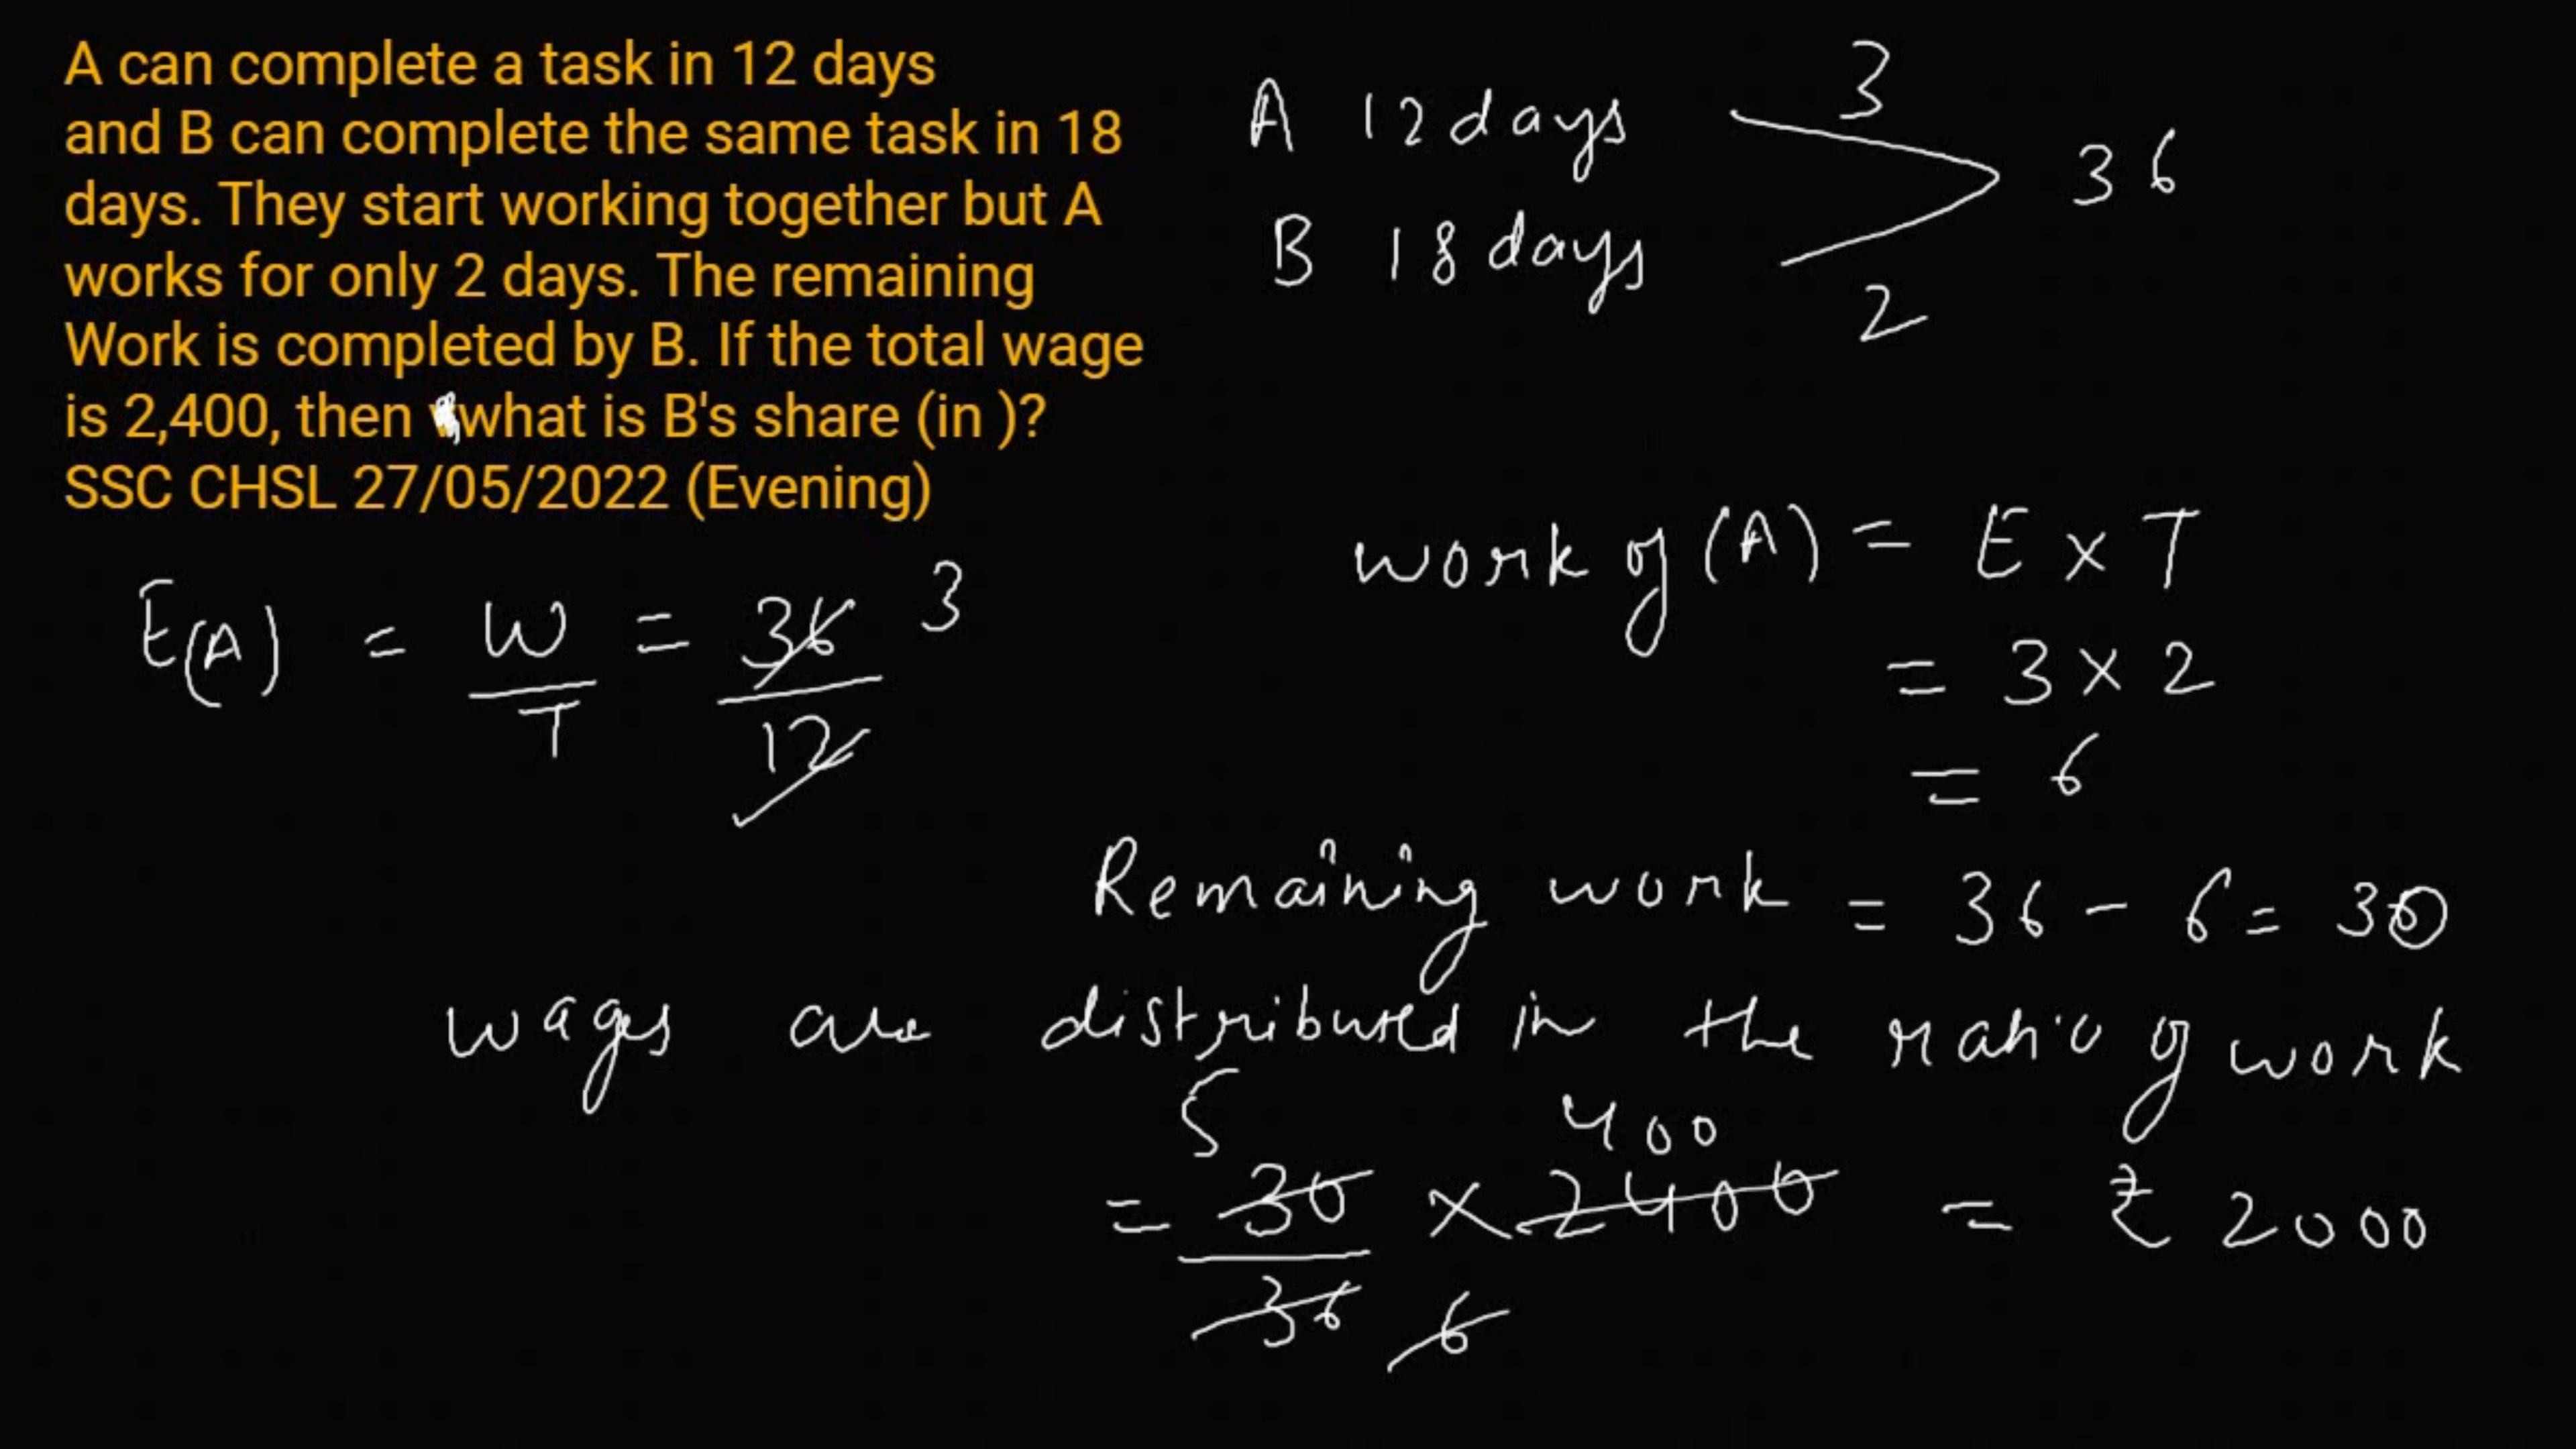 A can complete a task in 12 days
and B can complete the same task in 18
days. They start working together but A
works for only 2 days. The remaining
Work is completed by B. If the total wage
is 2,400, then what is B's share (in )?
SSC CHSL 27/05/2022 (Evening)
A 12 days 3
B 18 days 2 36
E(A) = W/T = 36/12 3
work of (A) = E x T
= 3 x 2
= 6
Remaining work = 36 - 6 = 30
wages are distributed in the ratio of work
5 400
= 30/36 x 2400 = ₹ 2000
6